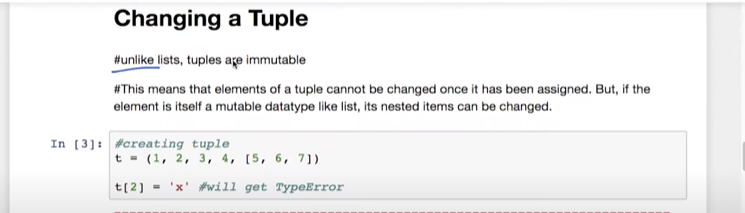 Changing a Tuple
#unlike lists, tuples are immutable
#This means that elements of a tuple cannot be changed once it has been assigned. But, if the
element is itself a mutable datatype like list, its nested items can be changed.
In [3]: #creating tuple
t = (1, 2, 3, 4, [5, 6, 7])
t[2] = 'x' #will get TypeError